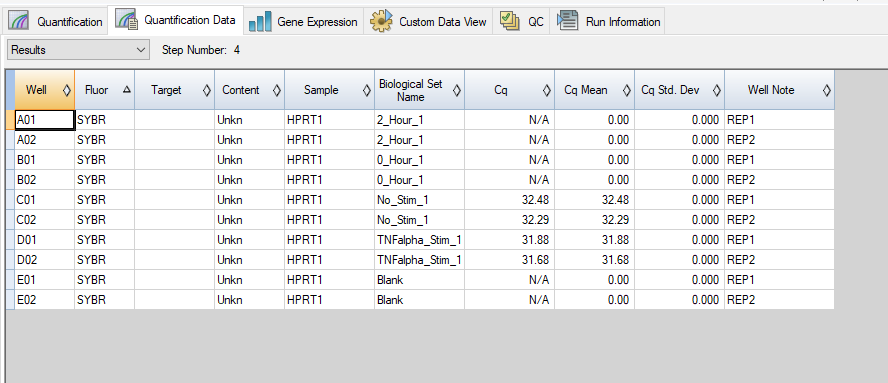 Quantification Quantification Data Gene Expression Custom Data View QC Run Information
Results Step Number: 4
Well Fluor Target Content Sample Biological Set Name Cq Cq Mean Cq Std. Dev Well Note
A01 SYBR Unkn HPRT1 2_Hour_1 N/A 0.00 0.000 REP1
A02 SYBR Unkn HPRT1 2_Hour_1 N/A 0.00 0.000 REP2
B01 SYBR Unkn HPRT1 0_Hour_1 N/A 0.00 0.000 REP1
B02 SYBR Unkn HPRT1 0_Hour_1 N/A 0.00 0.000 REP2
C01 SYBR Unkn HPRT1 No_Stim_1 32.48 32.48 0.000 REP1
C02 SYBR Unkn HPRT1 No_Stim_1 32.29 32.29 0.000 REP2
D01 SYBR Unkn HPRT1 TNFalpha_Stim_1 31.88 31.88 0.000 REP1
D02 SYBR Unkn HPRT1 TNFalpha_Stim_1 31.68 31.68 0.000 REP2
E01 SYBR Unkn HPRT1 Blank N/A 0.00 0.000 REP1
E02 SYBR Unkn HPRT1 Blank N/A 0.00 0.000 REP2